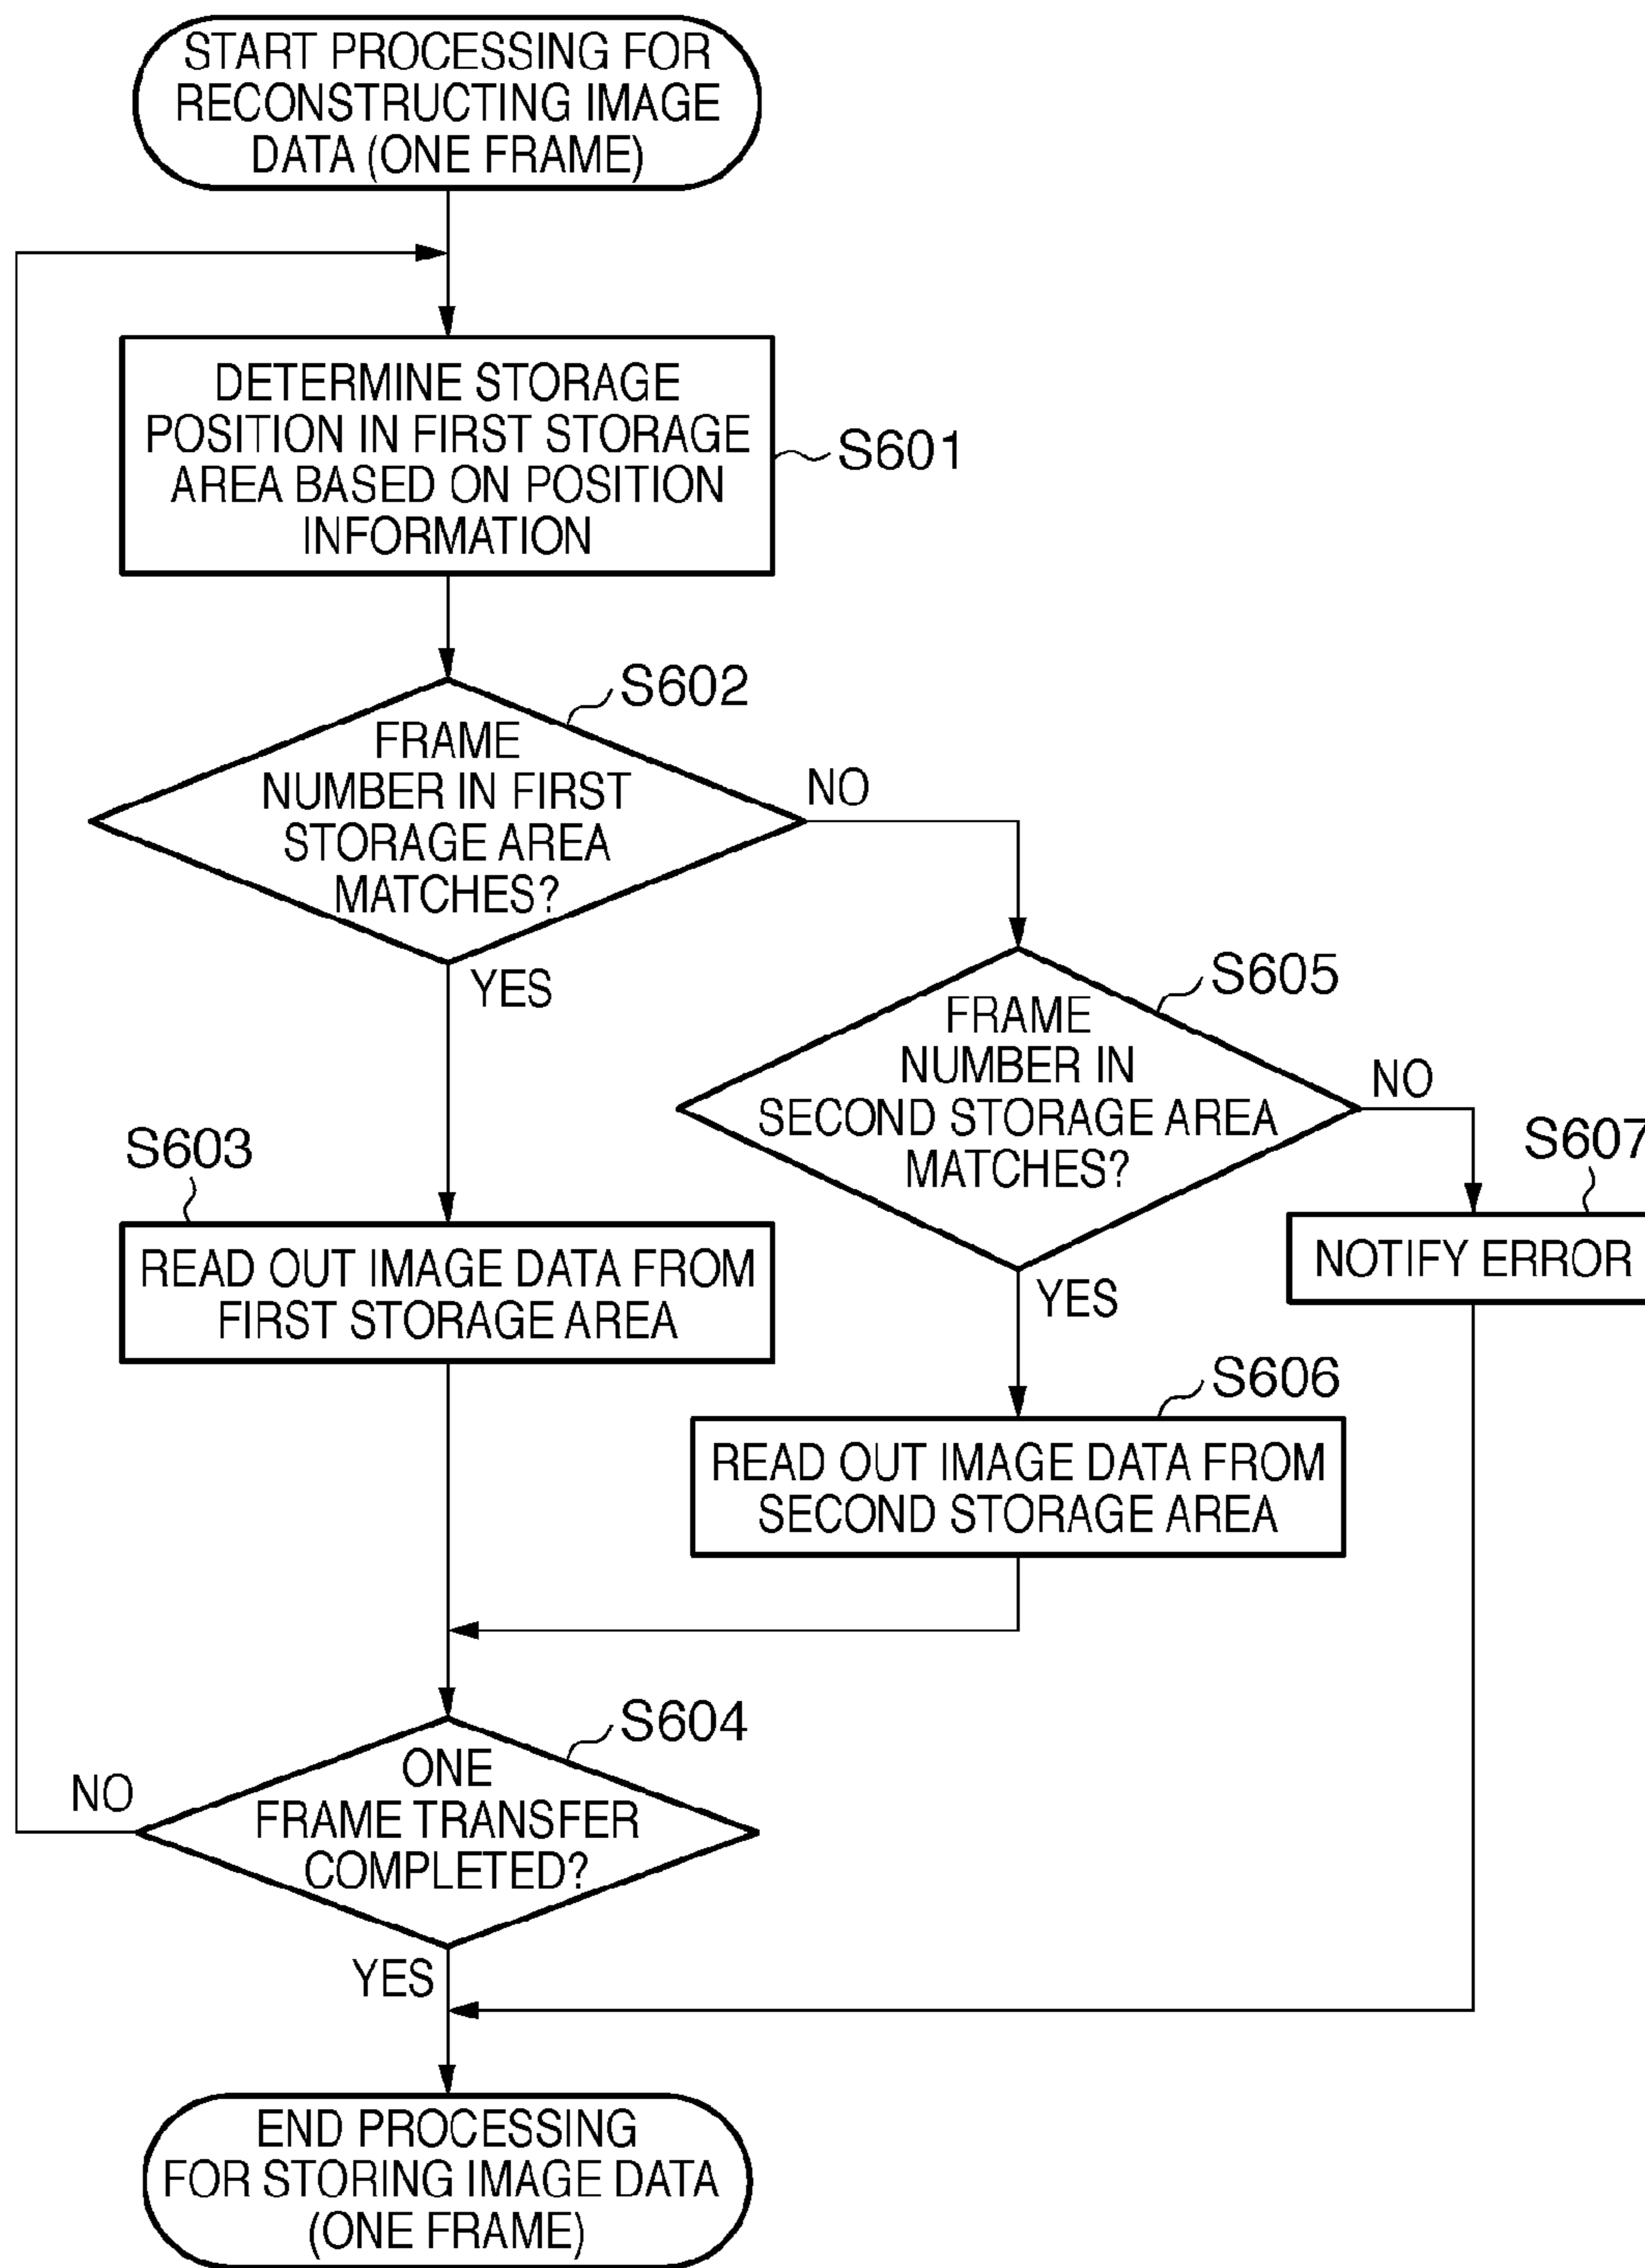 START PROCESSING FOR
RECONSTRUCTING IMAGE
DATA (ONE FRAME)
DETERMINE STORAGE
POSITION IN FIRST STORAGE
AREA BASED ON POSITION
INFORMATION
S601
S602
FRAME
NUMBER IN FIRST
STORAGE AREA
MATCHES?
NO
YES
S605
FRAME
NUMBER IN
SECOND STORAGE AREA
MATCHES?
NO
YES
S607
NOTIFY ERROR
S603
READ OUT IMAGE DATA FROM
FIRST STORAGE AREA
S606
READ OUT IMAGE DATA FROM
SECOND STORAGE AREA
S604
ONE
FRAME TRANSFER
COMPLETED?
NO
YES
END PROCESSING
FOR STORING IMAGE DATA
(ONE FRAME)